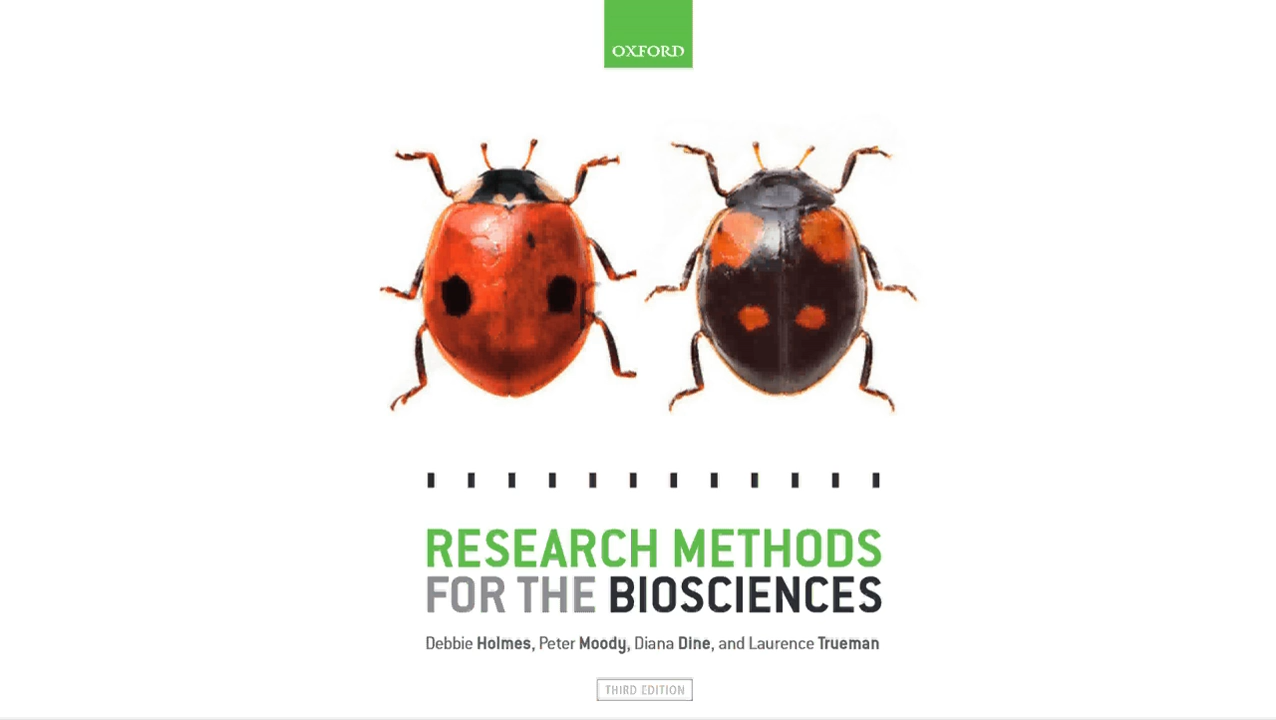 OXFORD
RESEARCH METHODS
FOR THE BIOSCIENCES
Debbie Holmes, Peter Moody, Diana Dine, and Laurence Trueman
THIRD EDITION